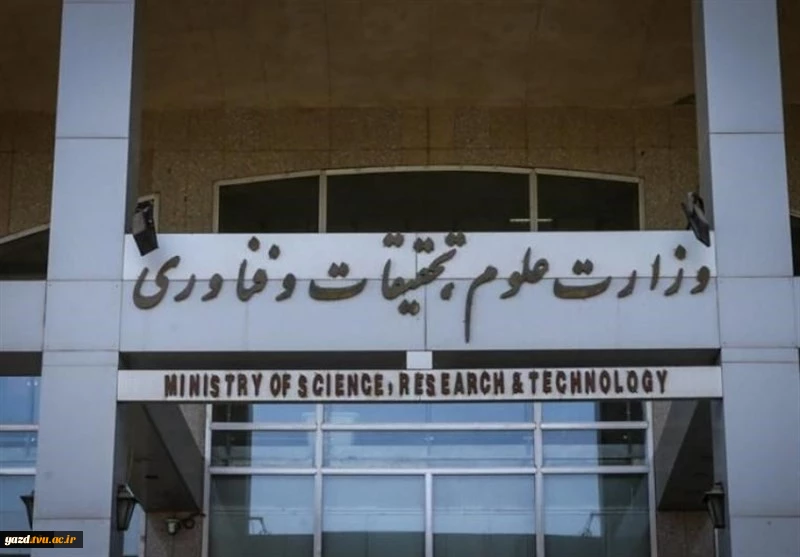 وزارت علوم، تحقیقات و فناوری
MINISTRY OF SCIENCE, RESEARCH & TECHNOLOGY
yazd.tvu.ac.ir